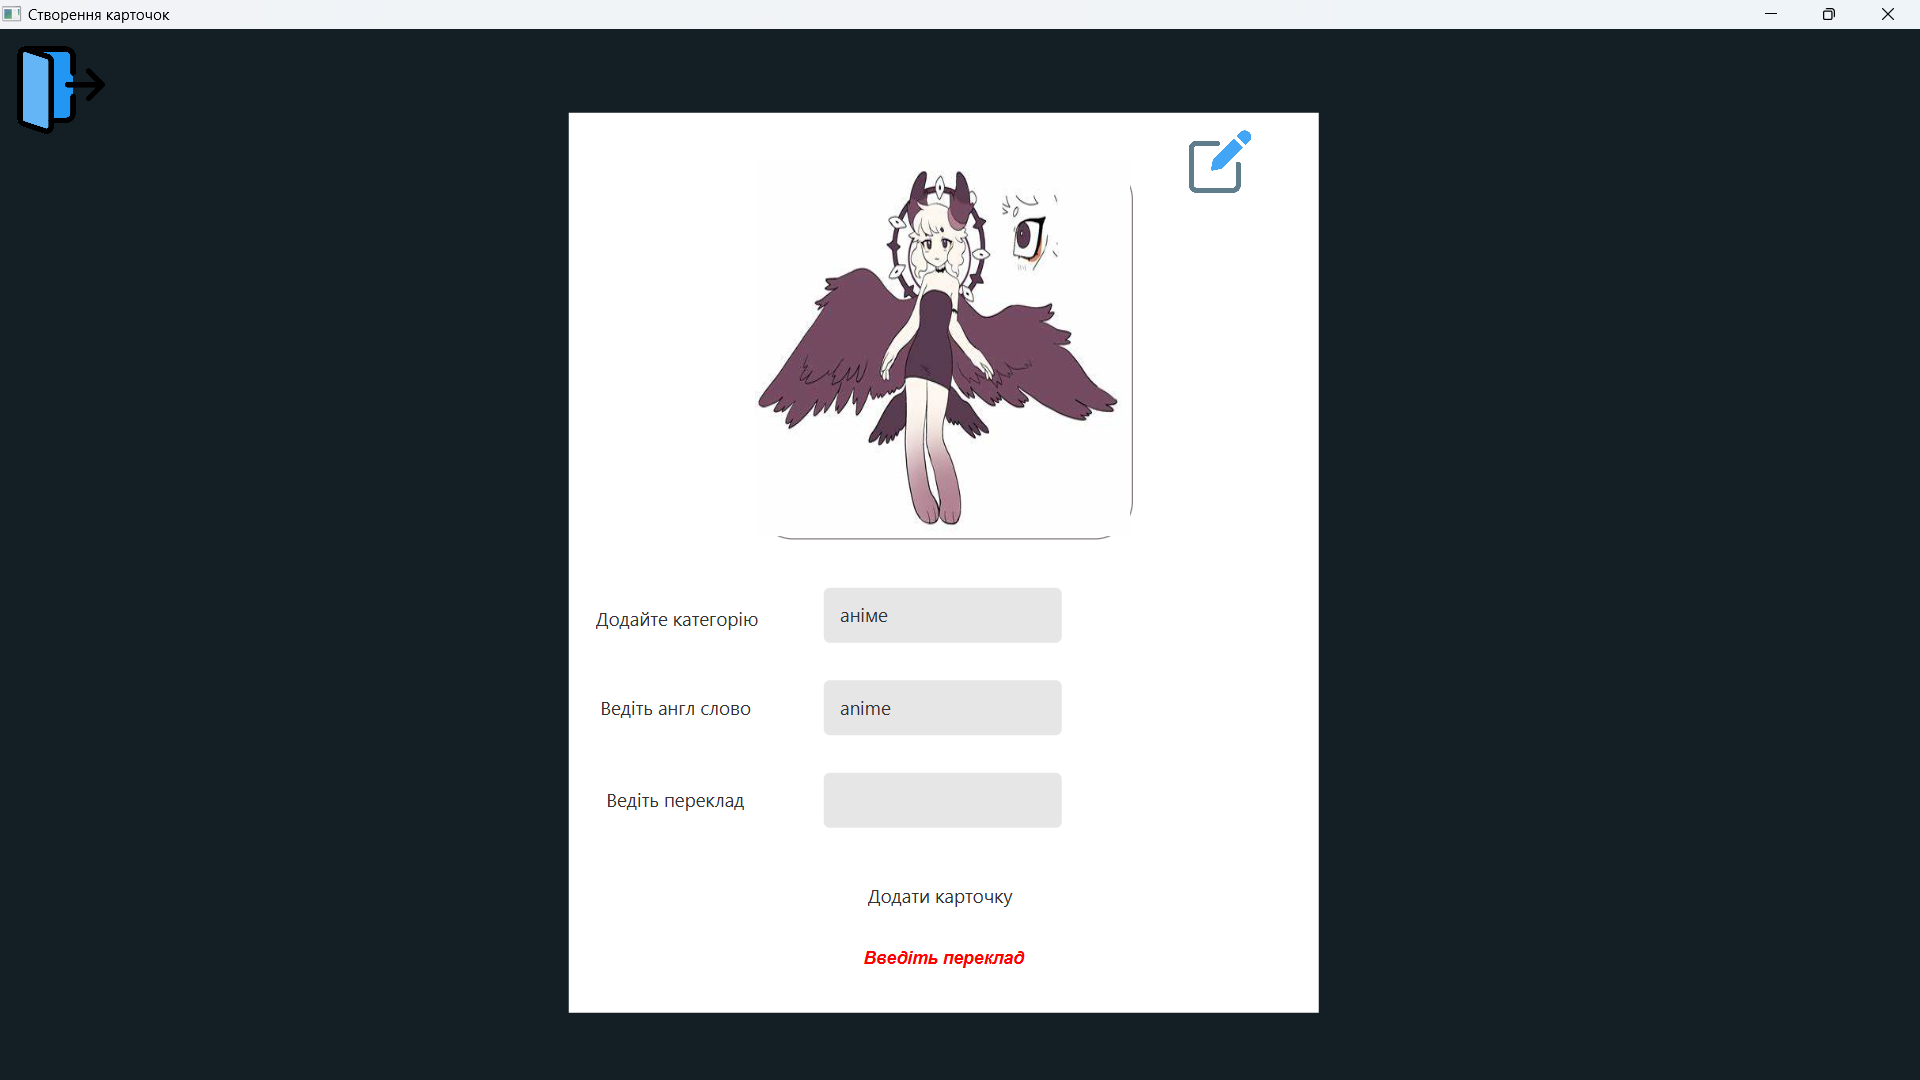 Створення карточок
Додайте категорію
аніме
Ведіть англ слово
anime
Ведіть переклад
Додати карточку
Введіть переклад